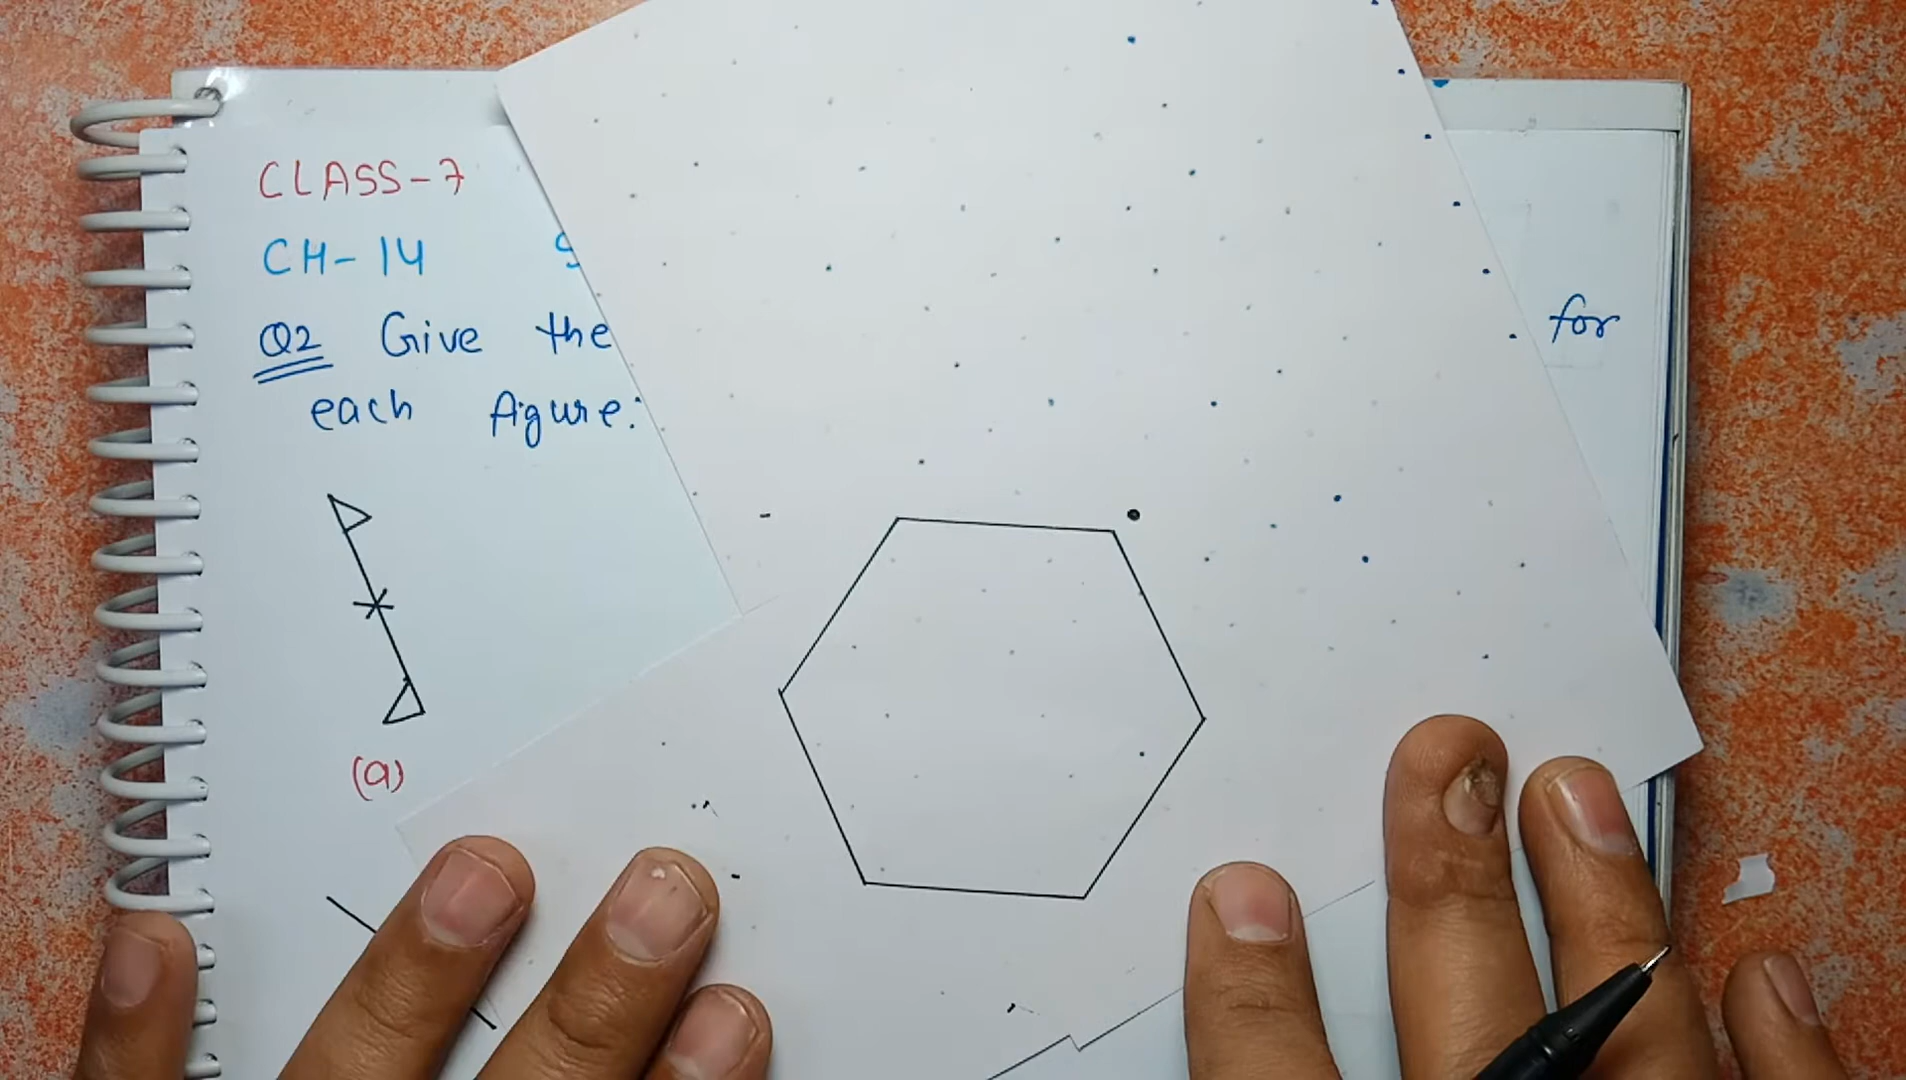 CLASS-7
CH-14 S
Q2 Give the for
each figure:
(a)